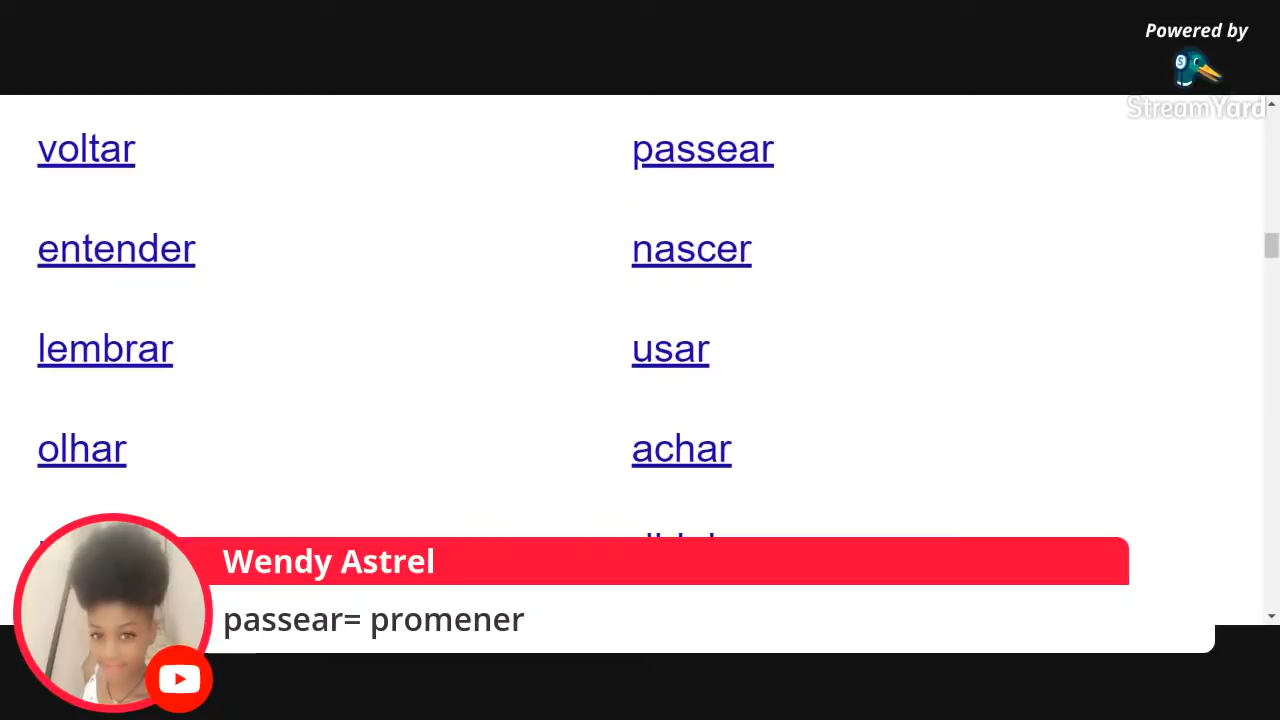 Powered by
StreamYard
voltar
passear
entender
nascer
lembrar
usar
olhar
achar
Wendy Astrel
passear= promener